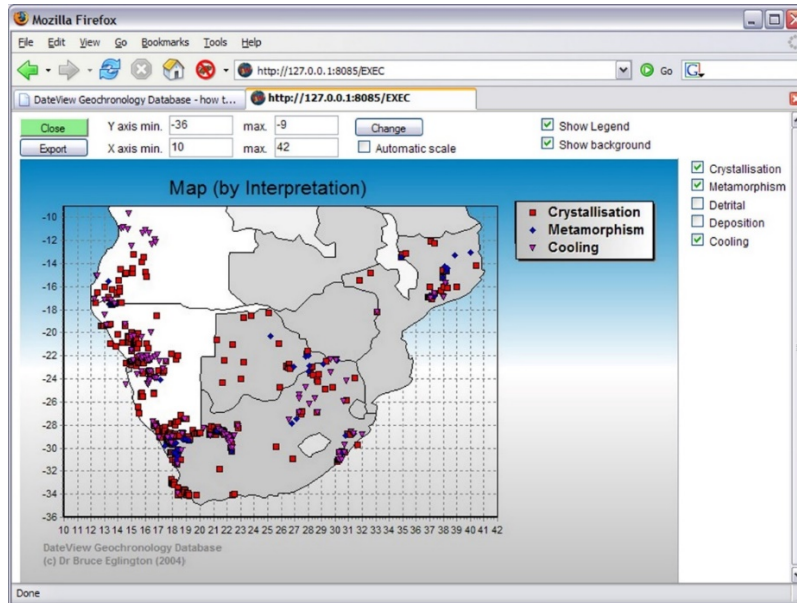 Mozilla Firefox
File Edit View Go Bookmarks Tools Help
http://127.0.0.1:8085/EXEC
Go
G
DateView Geochronology Database - how t...
http://127.0.0.1:8085/EXEC
Close Y axis min. -36 max. -9 Change Show Legend
Export X axis min. 10 max. 42 Automatic scale Show background
Crystallisation
Metamorphism
Detrital
Deposition
Cooling
Map (by Interpretation)
Crystallisation
Metamorphism
Cooling
-10
-12
-14
-16
-18
-20
-22
-24
-26
-28
-30
-32
-34
-36
10 11 12 13 14 15 16 17 18 19 20 21 22 23 24 25 26 27 28 29 30 31 32 33 34 35 36 37 38 39 40 41 42
DateView Geochronology Database
(c) Dr Bruce Eglington (2004)
Done